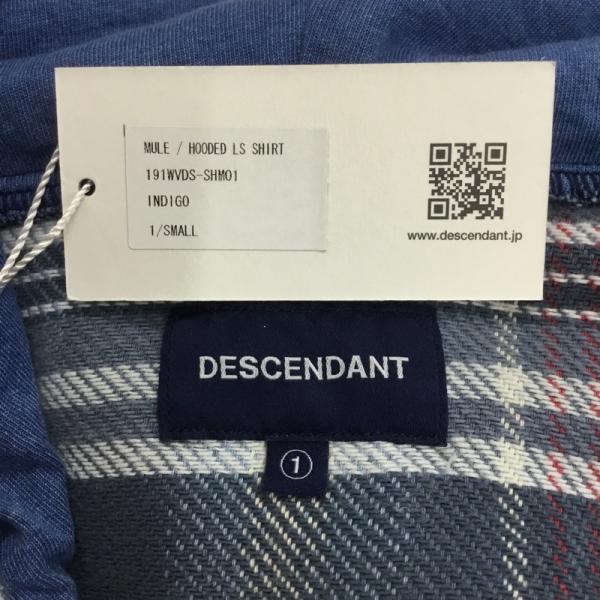 MULE / HOODED LS SHIRT
191WVDS-SHM01
INDIGO
1/SMALL
www.descendant.jp
DESCENDANT
1